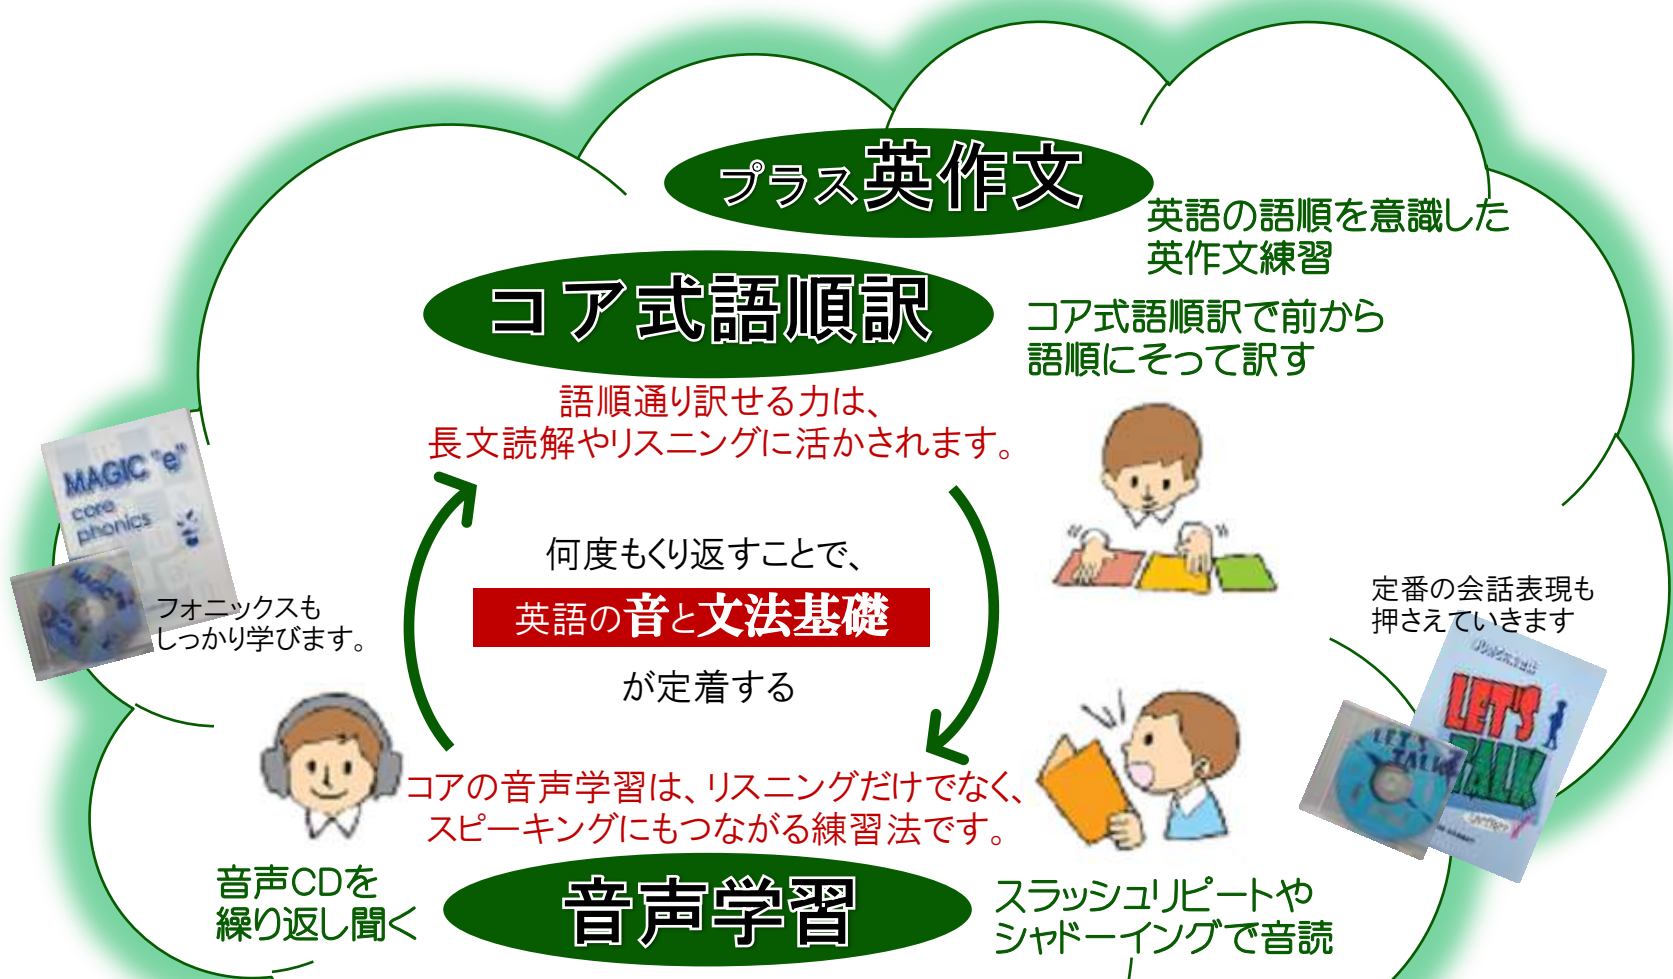 プラス英作文
英語の語順を意識した
英作文練習
コア式語順訳
コア式語順訳で前から
語順にそって訳す
語順通り訳せる力は、
長文読解やリスニングに活かされます。
MAGIC "e"
core
phonics
何度もくり返すことで、
英語の音と文法基礎
が定着する
フォニックスも
しっかり学びます。
定番の会話表現も
押さえていきます
LET'S
TALK
LET'S
TALK
コアの音声学習は、リスニングだけでなく、
スピーキングにもつながる練習法です。
音声CDを
繰り返し聞く
音声学習
スラッシュリピートや
シャドーイングで音読